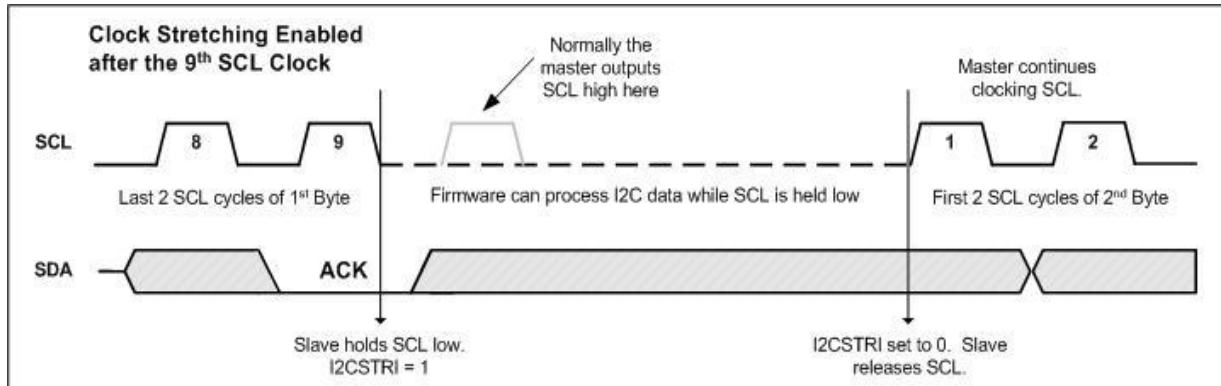 Clock Stretching Enabled
after the 9th SCL Clock
Normally the
master outputs
SCL high here
Master continues
clocking SCL.
SCL
8
9
1
2
Last 2 SCL cycles of 1st Byte
Firmware can process I2C data while SCL is held low
First 2 SCL cycles of 2nd Byte
SDA
ACK
Slave holds SCL low.
I2CSTRI = 1
I2CSTRI set to 0. Slave
releases SCL.